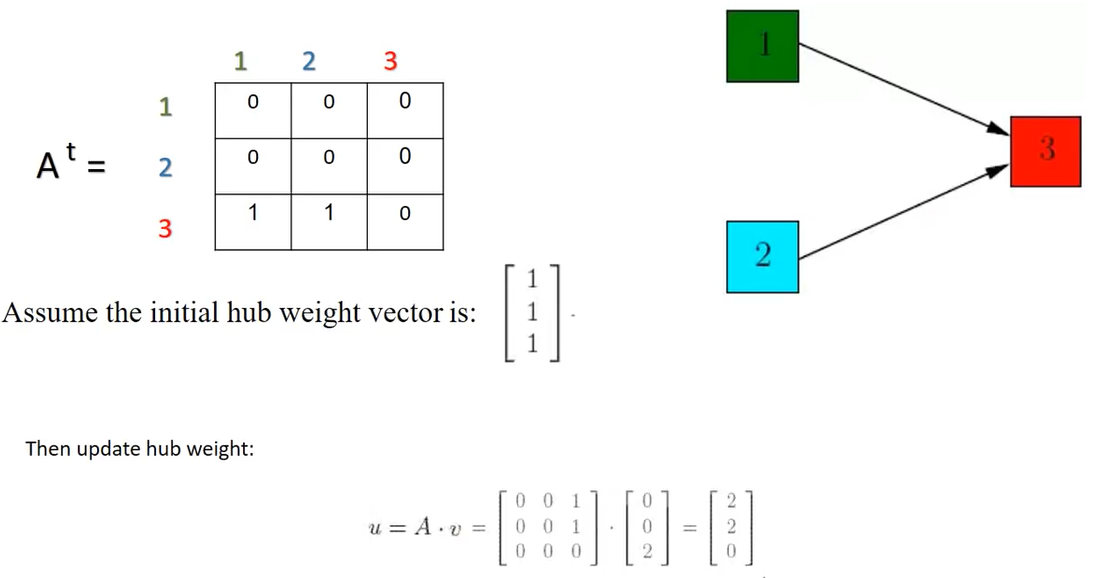 1 2 3
1 0 0 0
A^t = 2 0 0 0
3 1 1 0
1
2
3
Assume the initial hub weight vector is: [1 1 1].
Then update hub weight:
u = A · v = [0 0 1; 0 0 1; 0 0 0] · [0; 0; 2] = [2; 2; 0]